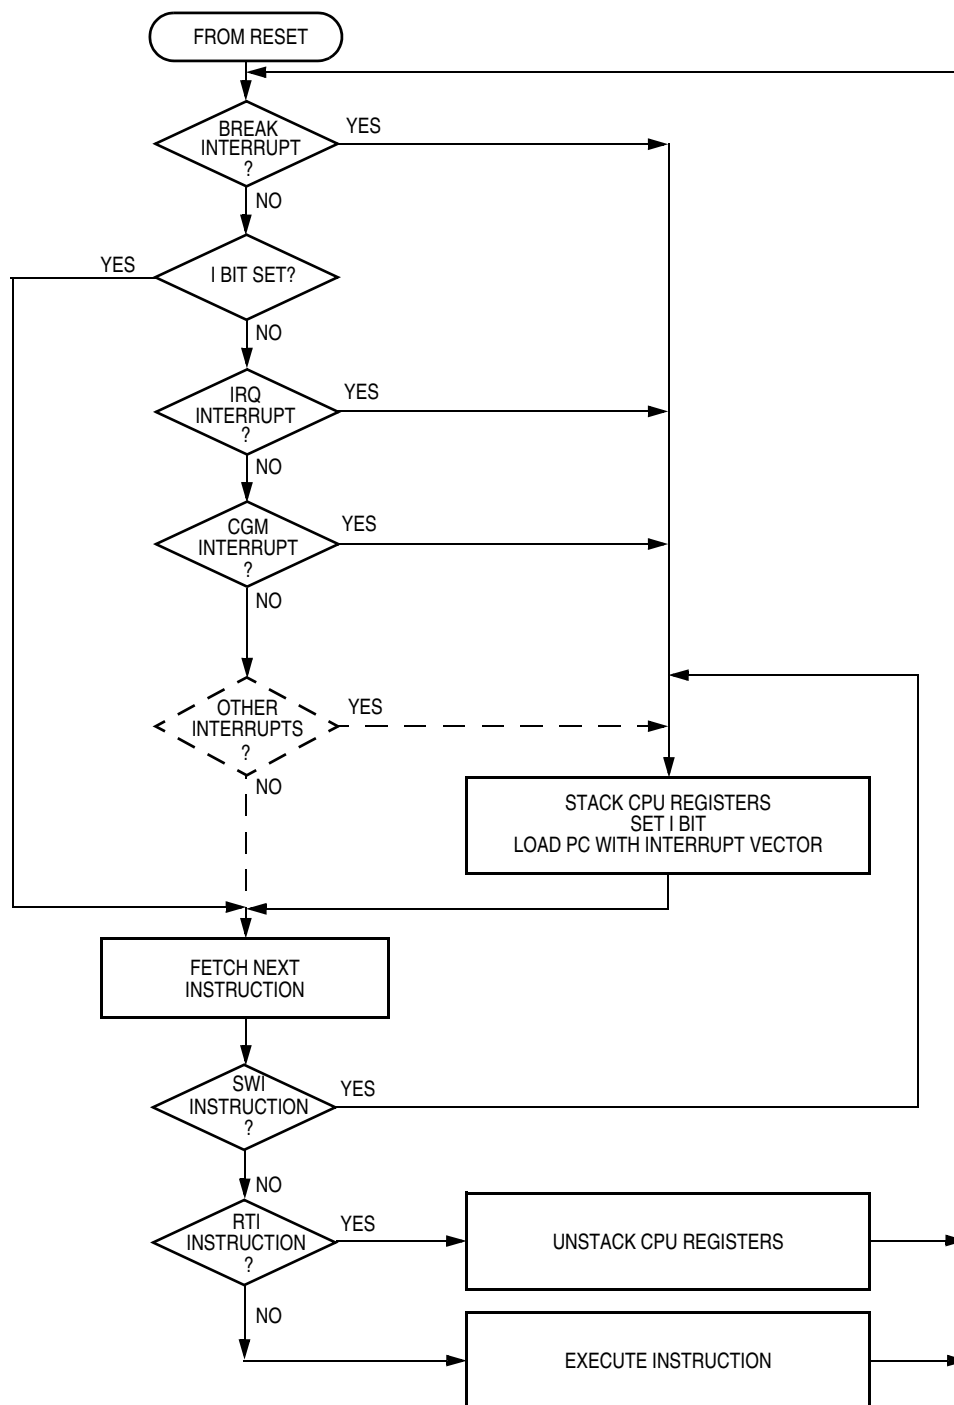 FROM RESET
BREAK
INTERRUPT
?
YES
NO
YES
I BIT SET?
NO
IRQ
INTERRUPT
?
YES
NO
CGM
INTERRUPT
?
YES
NO
OTHER
INTERRUPTS
?
YES
NO
STACK CPU REGISTERS
SET I BIT
LOAD PC WITH INTERRUPT VECTOR
FETCH NEXT
INSTRUCTION
SWI
INSTRUCTION
?
YES
NO
RTI
INSTRUCTION
?
YES
UNSTACK CPU REGISTERS
NO
EXECUTE INSTRUCTION